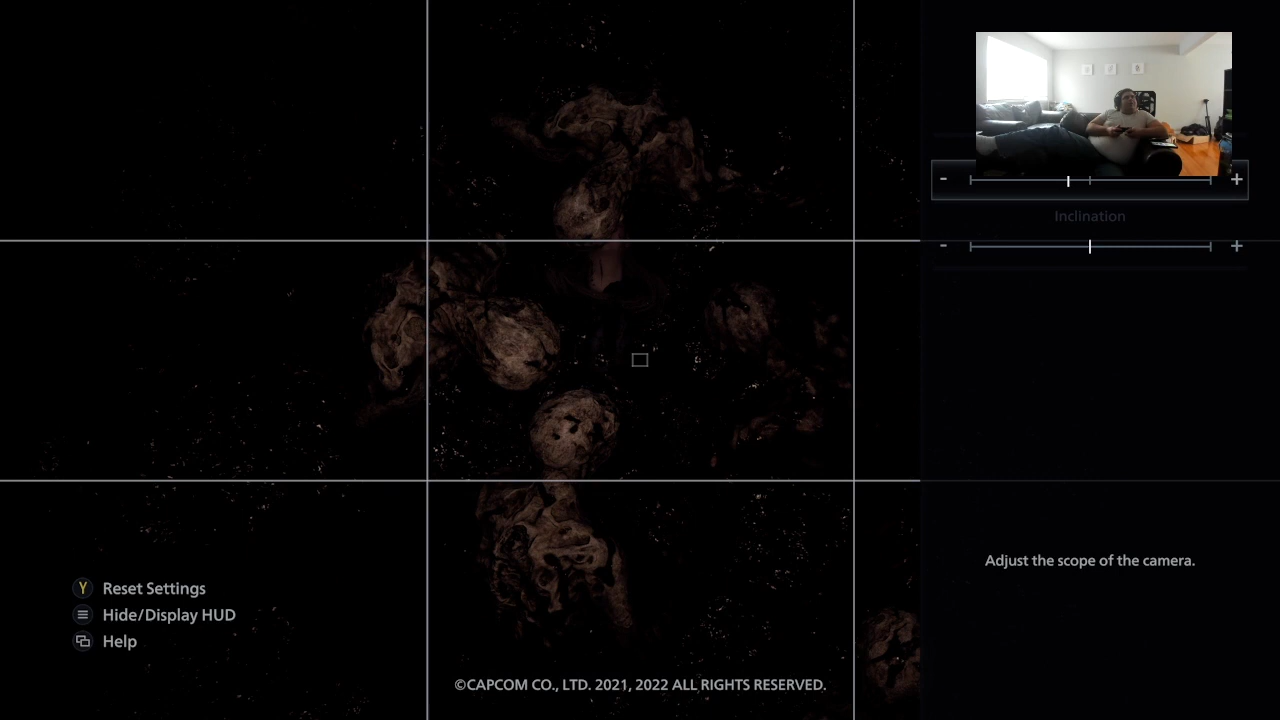 - +
Inclination
- +
Adjust the scope of the camera.
Y Reset Settings
Hide/Display HUD
Help
©CAPCOM CO., LTD. 2021, 2022 ALL RIGHTS RESERVED.